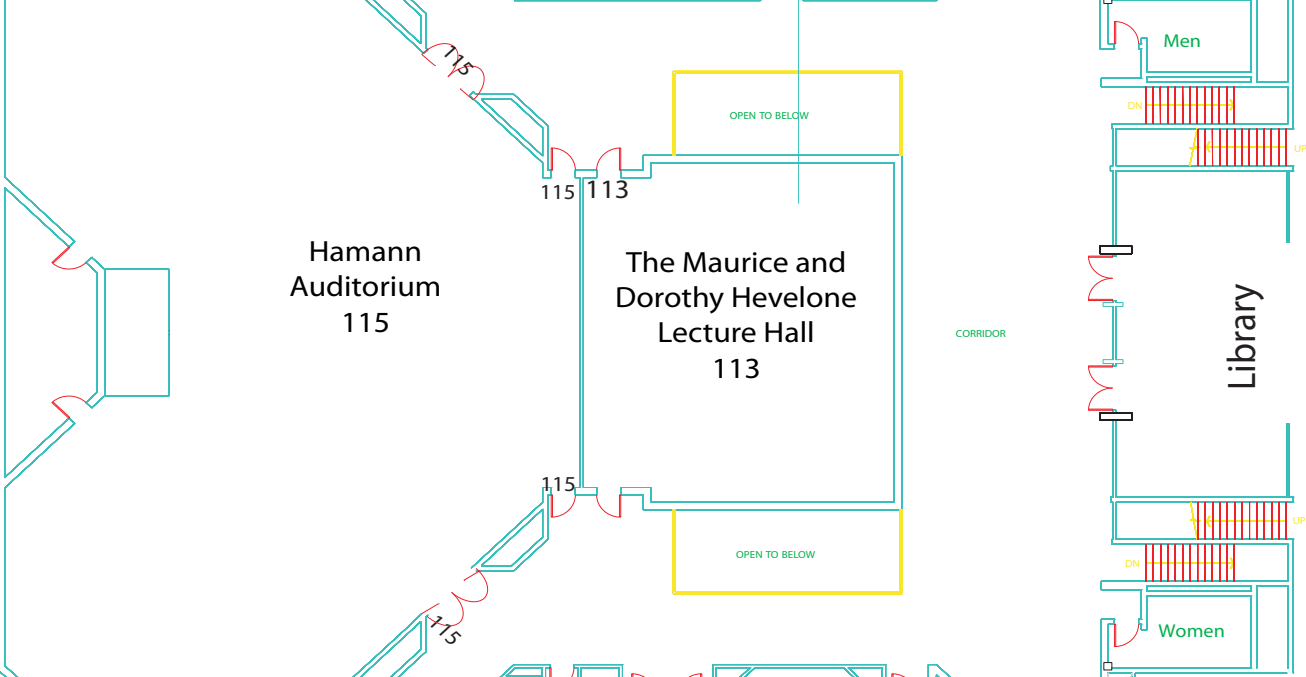 Men
115
DN
OPEN TO BELOW
UP
115
113
Hamann
Auditorium
115
The Maurice and
Dorothy Hevelone
Lecture Hall
113
CORRIDOR
Library
115
UP
OPEN TO BELOW
DN
115
Women